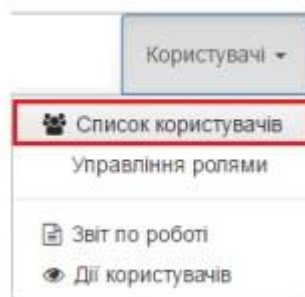 Користувачі
Список користувачів
Управління ролями
Звіт по роботі
Дії користувачів